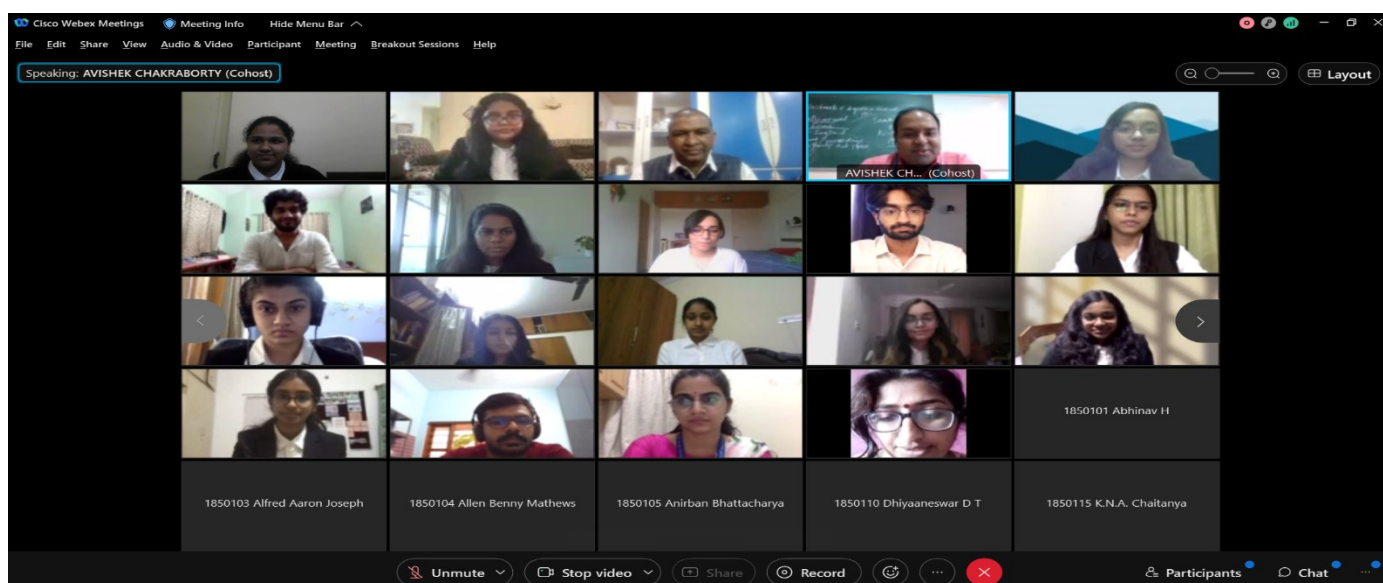 Cisco Webex Meetings Meeting Info Hide Menu Bar
File Edit Share View Audio & Video Participant Meeting Breakout Sessions Help
Speaking: AVISHEK CHAKRABORTY (Cohost)
Layout
AVISHEK CH... (Cohost)
1850101 Abhinav H
1850103 Alfred Aaron Joseph 1850104 Allen Benny Mathews 1850105 Anirban Bhattacharya 1850110 Dhiyaaneswar D T 1850115 K.N.A. Chaitanya
Unmute Stop video Share Record ... Participants Chat ...